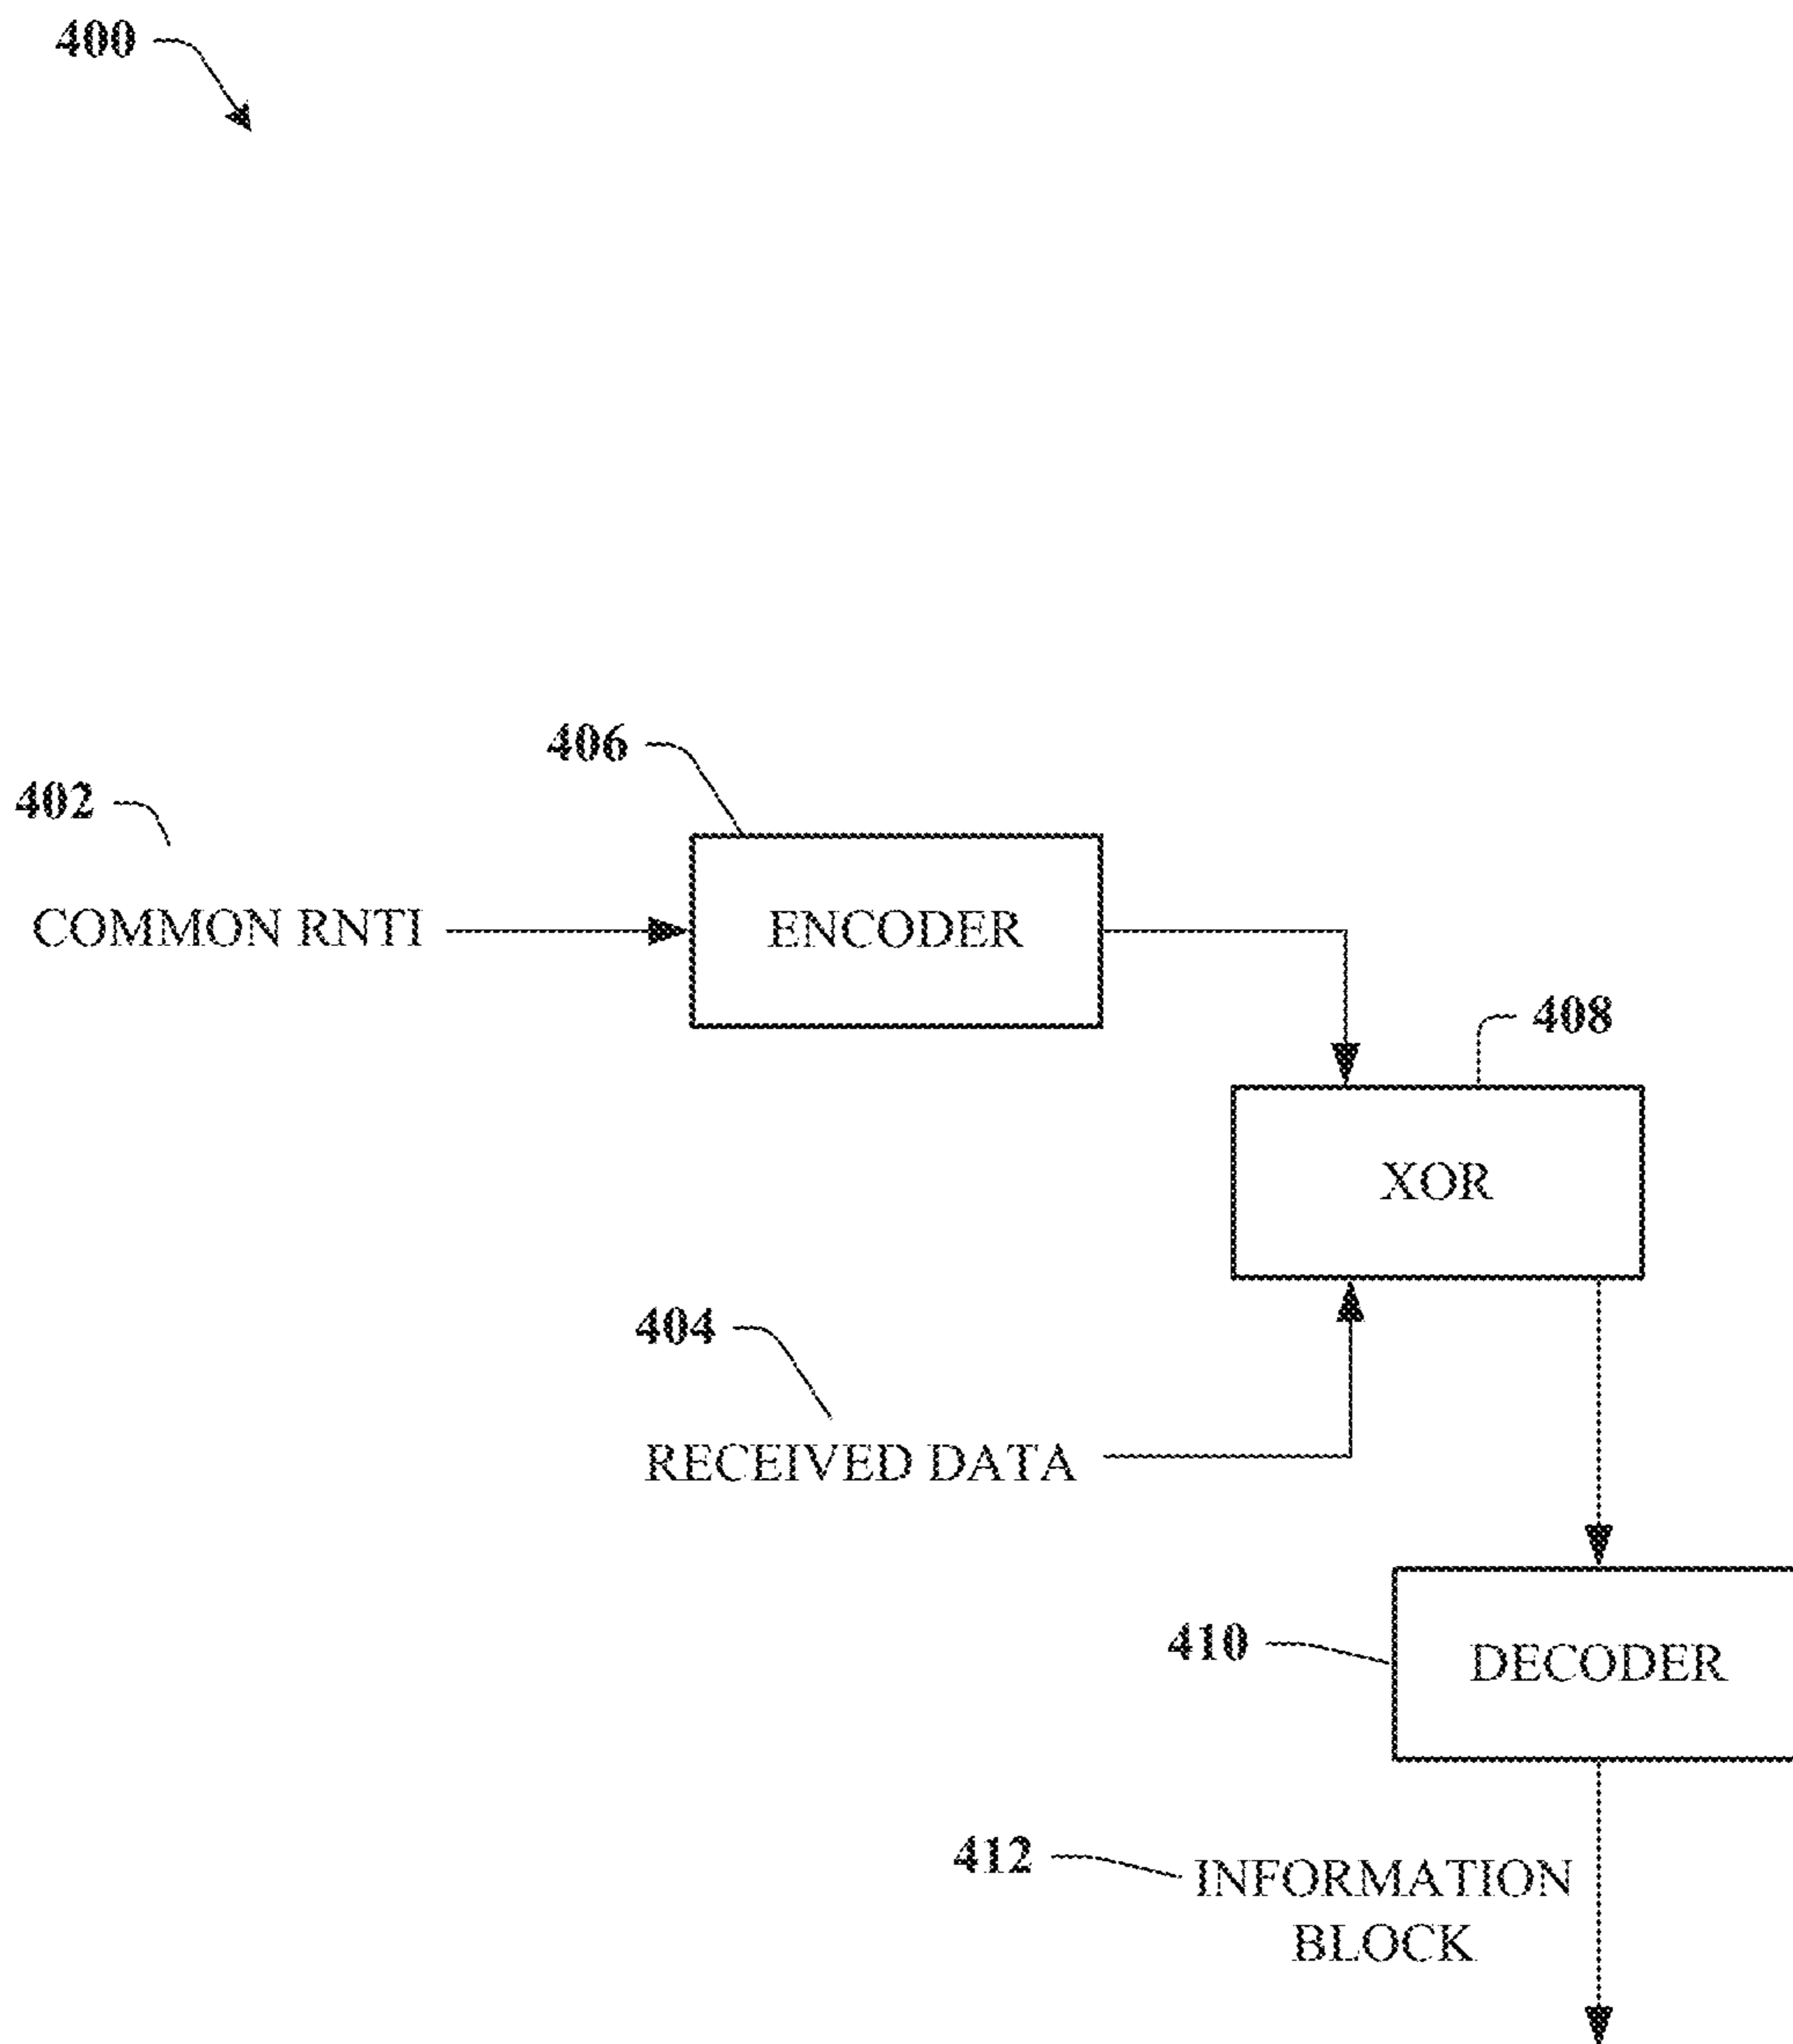 400
406
402
COMMON RNTI
ENCODER
408
XOR
404
RECEIVED DATA
410
DECODER
412
INFORMATION
BLOCK